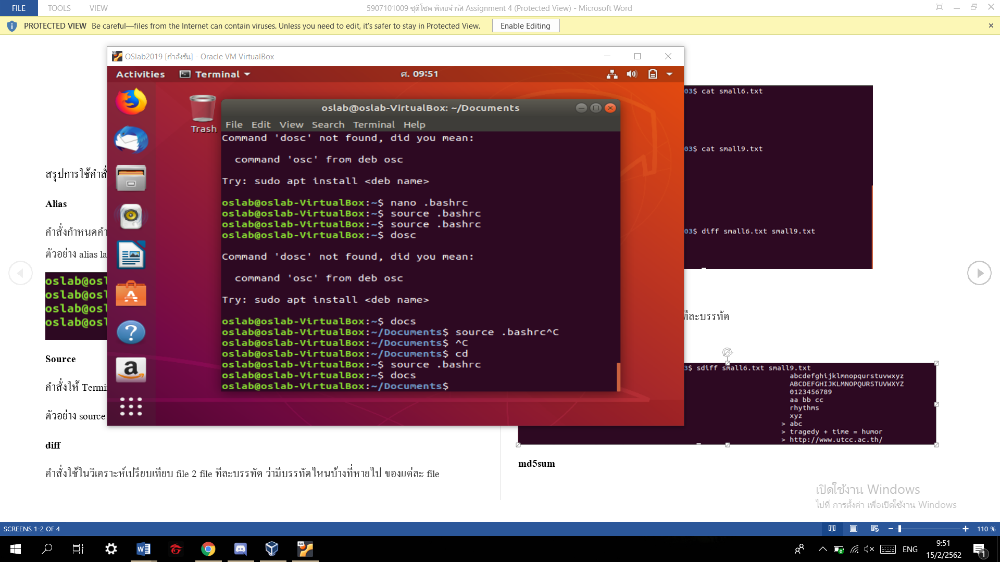 FILE TOOLS VIEW 5907101009 ชุติโชค พิทยจำรัส Assignment 4 (Protected View) - Microsoft Word
PROTECTED VIEW Be careful—files from the Internet can contain viruses. Unless you need to edit, it's safer to stay in Protected View. Enable Editing
OSlab2019 [กำลังรัน] - Oracle VM VirtualBox
Activities Terminal ศ. 09:51
Trash
oslab@oslab-VirtualBox: ~/Documents
File Edit View Search Terminal Help
Command 'dosc' not found, did you mean:
command 'osc' from deb osc
Try: sudo apt install <deb name>
oslab@oslab-VirtualBox:~$ nano .bashrc
oslab@oslab-VirtualBox:~$ source .bashrc
oslab@oslab-VirtualBox:~$ source .bashrc
oslab@oslab-VirtualBox:~$ dosc
Command 'dosc' not found, did you mean:
command 'osc' from deb osc
Try: sudo apt install <deb name>
oslab@oslab-VirtualBox:~$ docs
oslab@oslab-VirtualBox:~/Documents$ source .bashrc^C
oslab@oslab-VirtualBox:~/Documents$ ^C
oslab@oslab-VirtualBox:~/Documents$ cd
oslab@oslab-VirtualBox:~$ source .bashrc
oslab@oslab-VirtualBox:~$ docs
oslab@oslab-VirtualBox:~/Documents$
สรุปการใช้คำสั่
Alias
คำสั่งกำหนดคำ
ตัวอย่าง alias la
oslab@osl
oslab@osl
oslab@osl
oslab@osl
Source
คำสั่งให้ Termin
ตัวอย่าง source
diff
คำสั่งใช้ในวิเคราะห์เปรียบเทียบ file 2 file ทีละบรรทัด ว่ามีบรรทัดไหนบ้างที่หายไป ของแต่ละ file
03$ cat small6.txt
03$ cat small9.txt
03$ diff small6.txt small9.txt
ทีละบรรทัด
3$ sdiff small6.txt small9.txt
abcdefghijklmnopqurstuvwxyz
ABCDEFGHIJKLMNOPQURSTUVWXYZ
0123456789
aa bb cc
rhythms
xyz
> abc
> tragedy + time = humor
> http://www.utcc.ac.th/
md5sum
เปิดใช้งาน Windows
ไปที่ การตั้งค่า เพื่อเปิดใช้งาน Windows
SCREENS 1-2 OF 4 110 %
64
ENG 9:51
15/2/2562
1